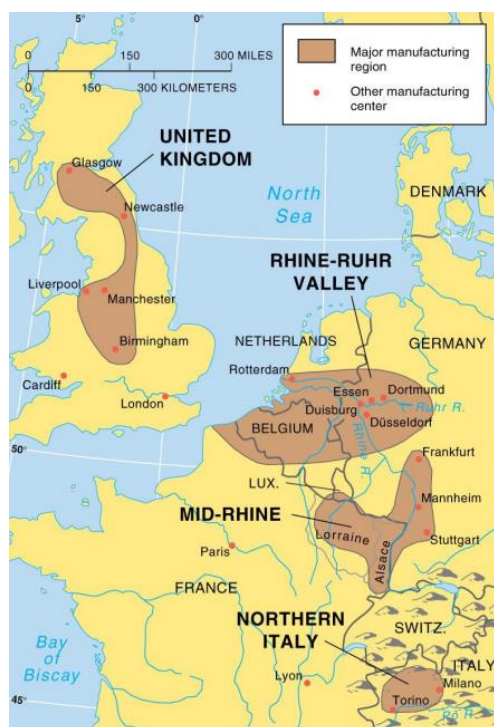 5°
0°
0 150 300 MILES
0 150 300 KILOMETERS
Major manufacturing
region
Other manufacturing
center
UNITED
KINGDOM
Glasgow
Newcastle
North
Sea
DENMARK
RHINE-RUHR
VALLEY
Liverpool
Manchester
Birmingham
NETHERLANDS
GERMANY
Rotterdam
Cardiff
London
Essen
Dortmund
Duisburg
Ruhr R.
Düsseldorf
BELGIUM
Rhine R.
50°
Frankfurt
LUX.
MID-RHINE
Mannheim
Lorraine
Stuttgart
Paris
Alsace
FRANCE
NORTHERN
ITALY
SWITZ.
Bay
of
Biscay
ITALY
Lyon
Milano
45°
Torino
Po R.